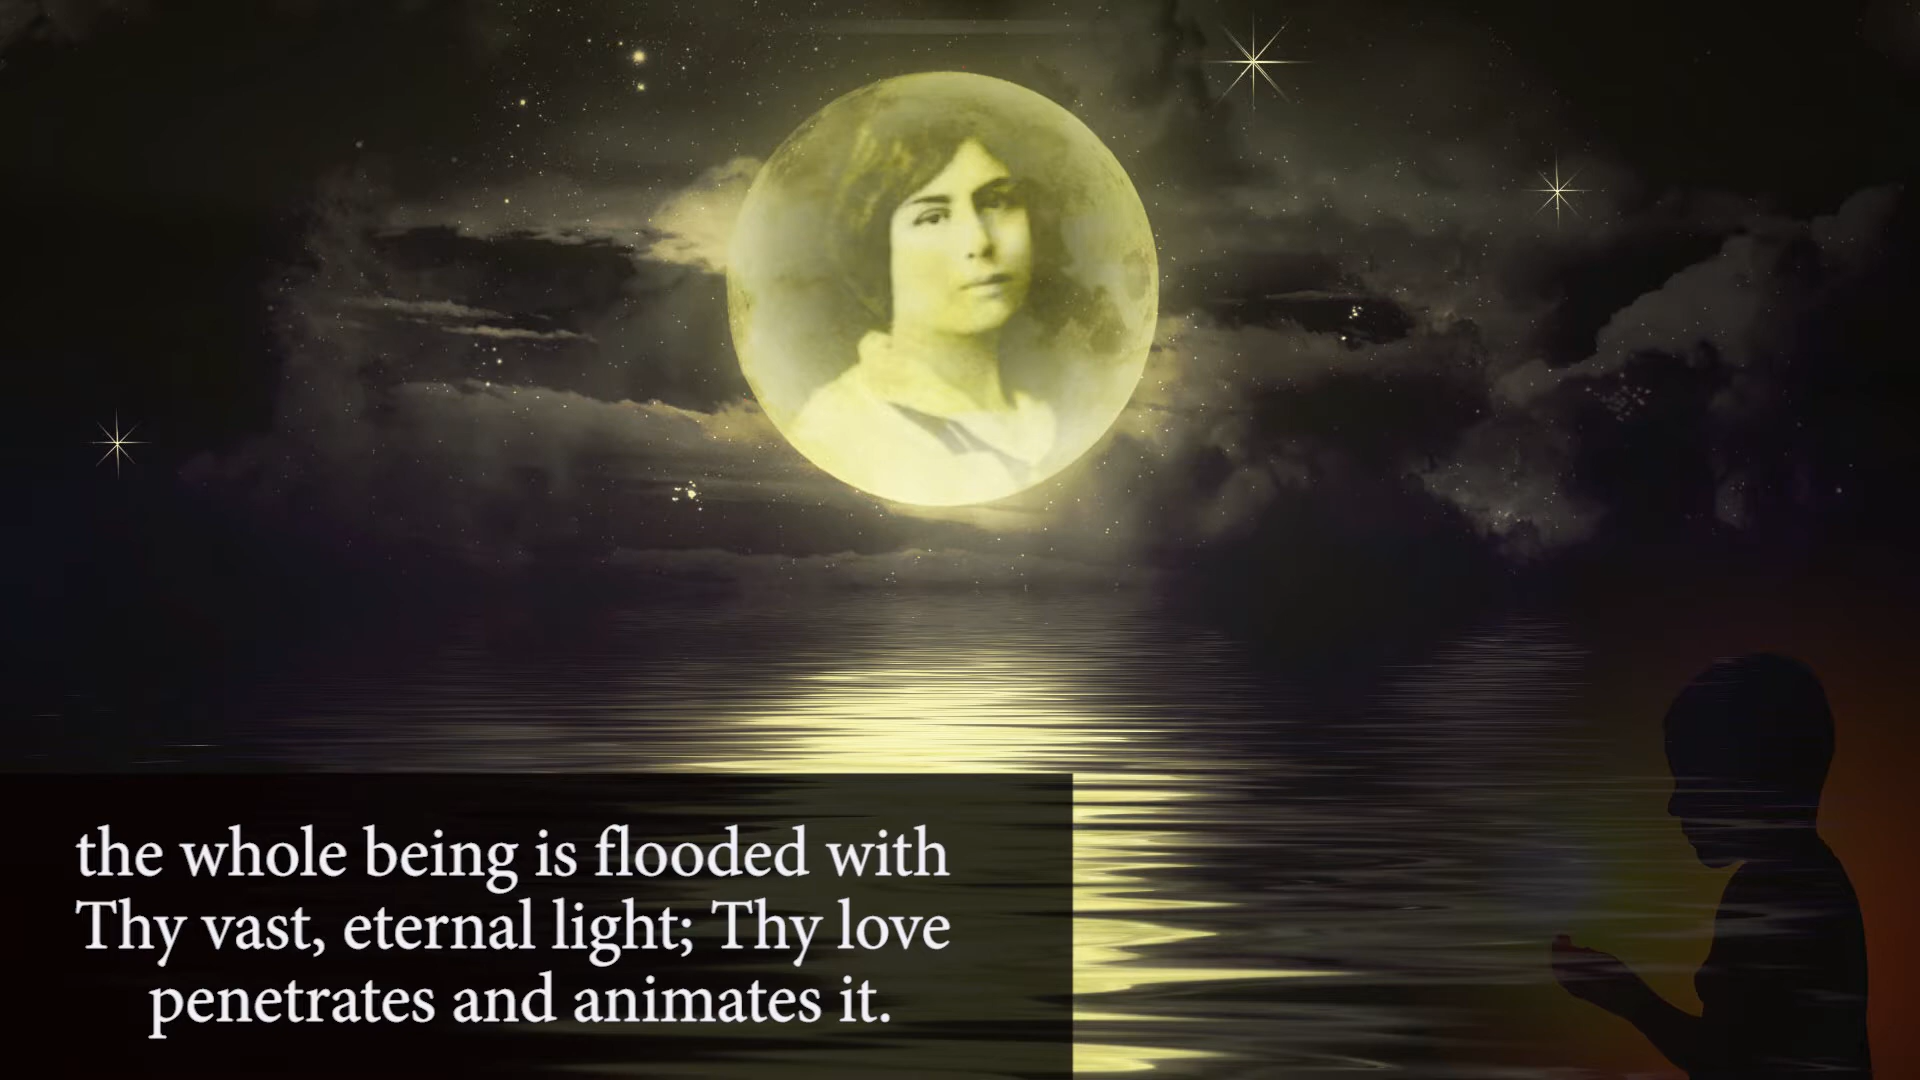 the whole being is flooded with
Thy vast, eternal light; Thy love
penetrates and animates it.